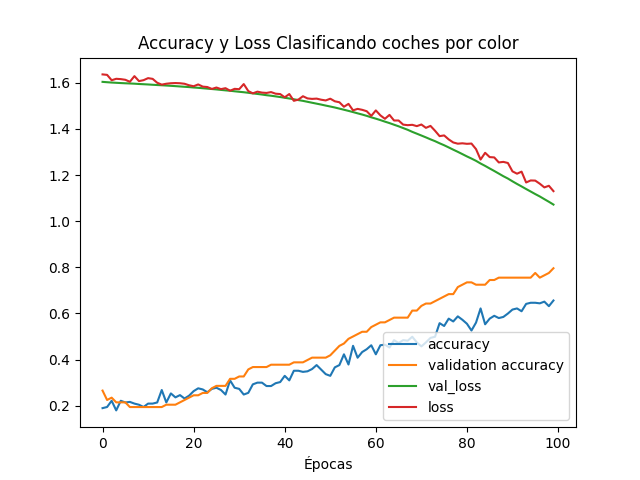 Accuracy y Loss Clasificando coches por color
1.6
1.4
1.2
1.0
0.8
0.6
0.4
0.2
accuracy
validation accuracy
val_loss
loss
0 20 40 60 80 100
Épocas